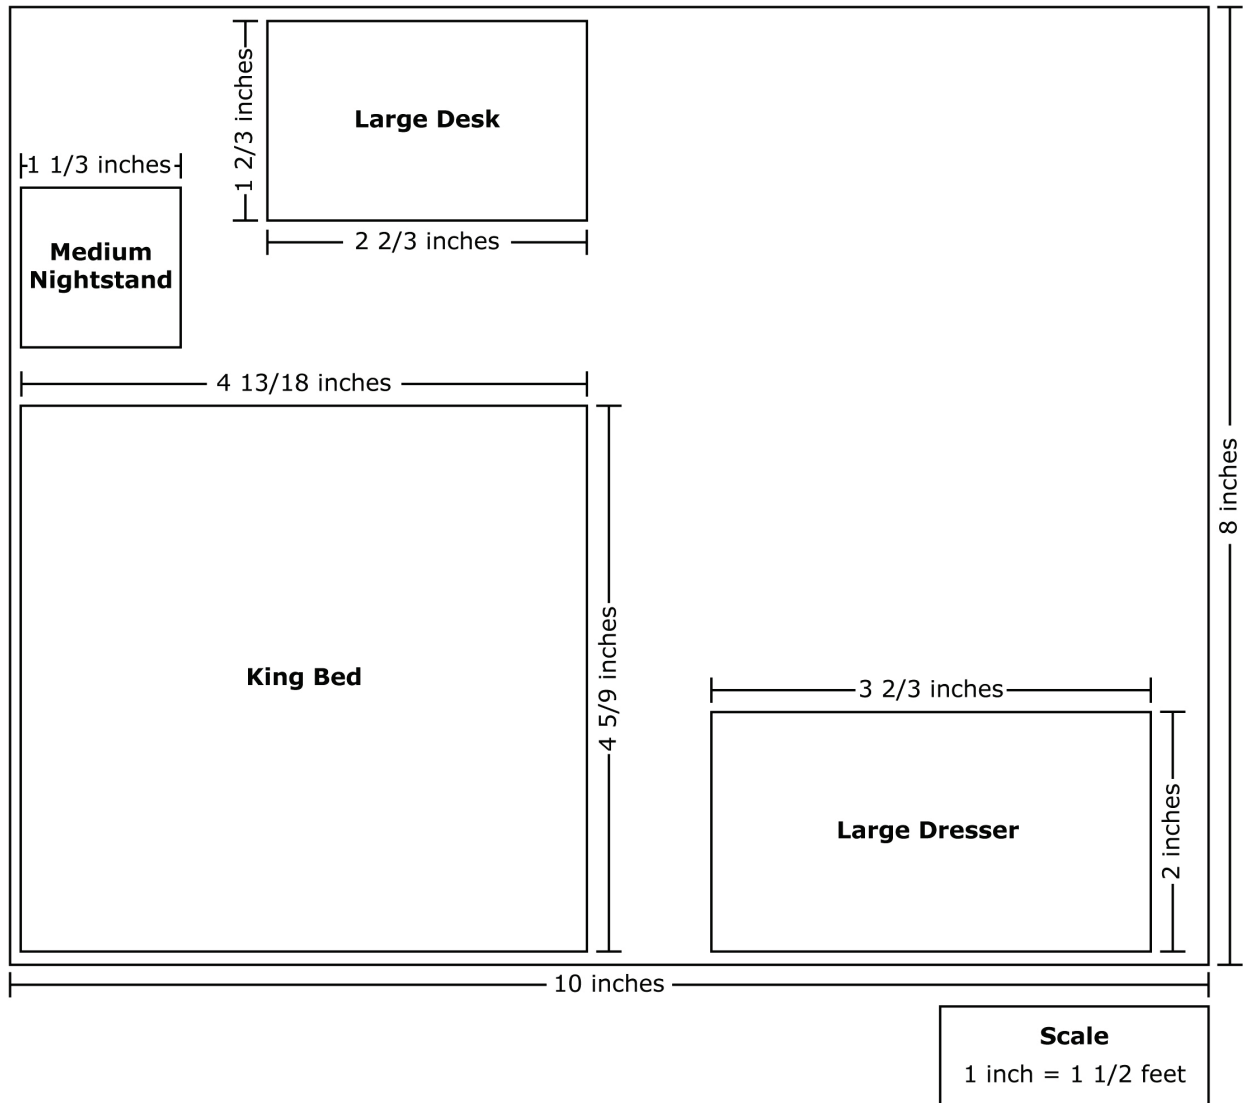 Large Desk
1 2/3 inches
2 2/3 inches
1 1/3 inches
Medium
Nightstand
4 13/18 inches
King Bed
4 5/9 inches
3 2/3 inches
Large Dresser
2 inches
8 inches
10 inches
Scale
1 inch = 1 1/2 feet